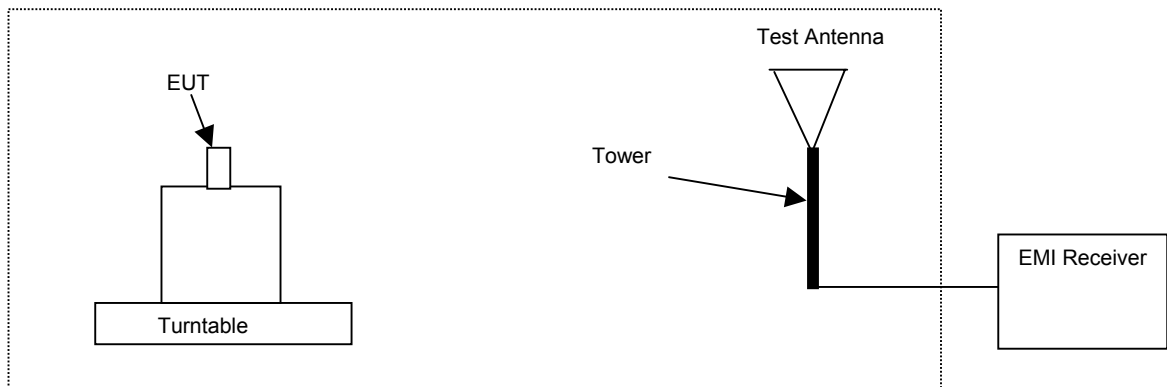 Test Antenna
EUT
Tower
EMI Receiver
Turntable